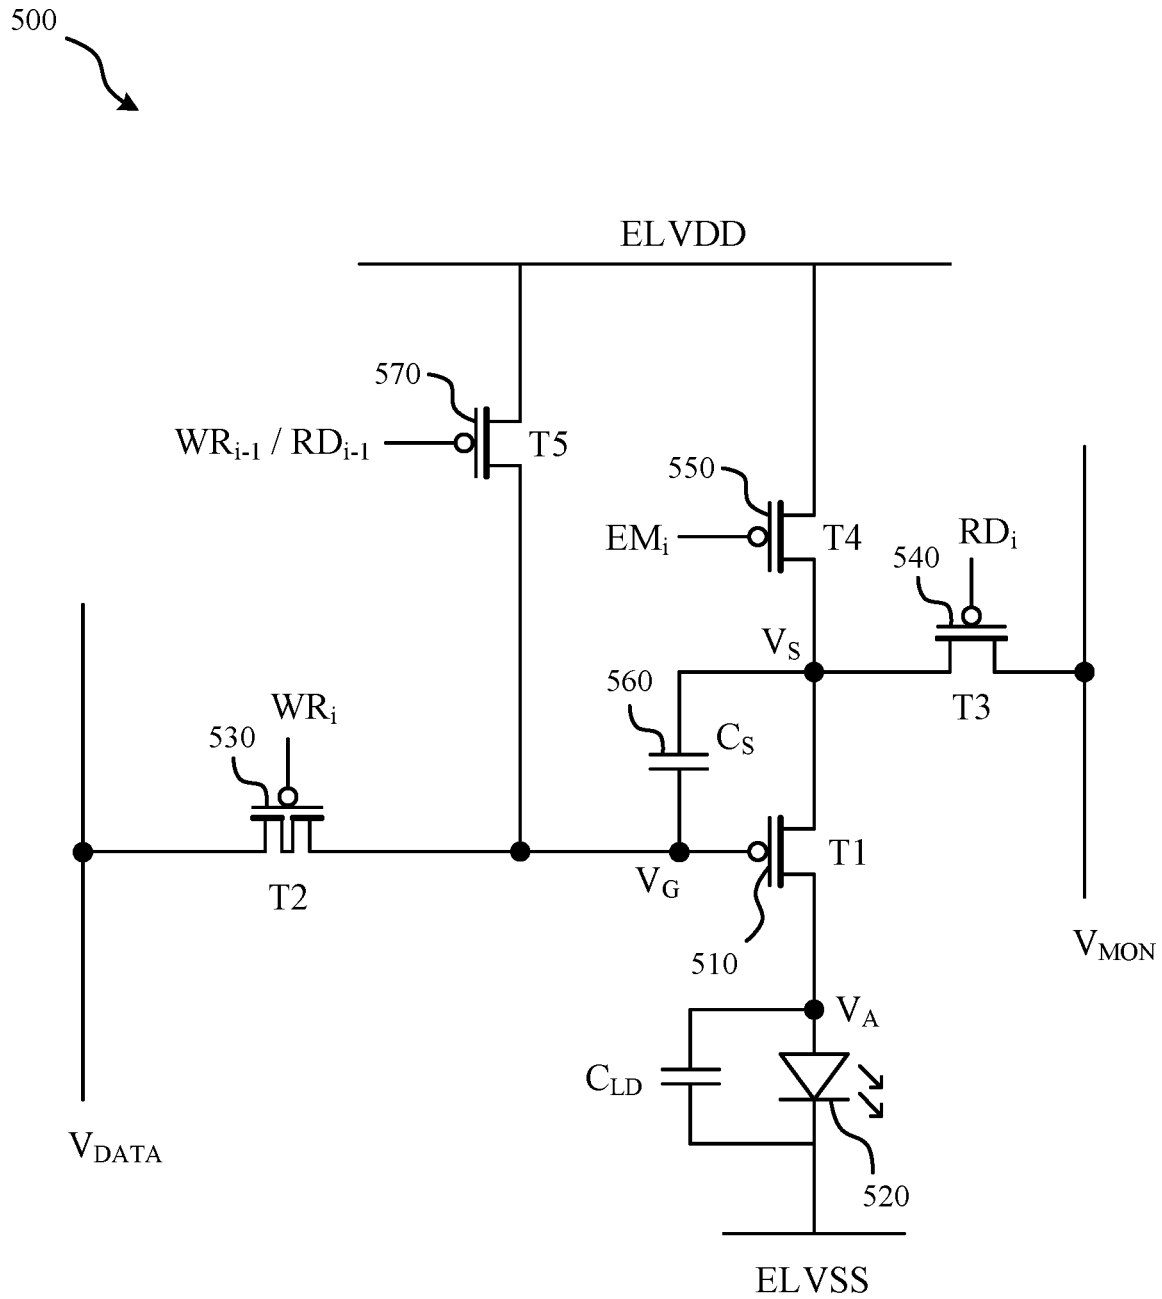 500
ELVDD
570
WRi-1 / RDi-1
T5
550
EMi
T4
RDi
540
VS
T3
560
CS
WRi
530
T2
VG
T1
510
VMON
VA
CLD
VDATA
520
ELVSS